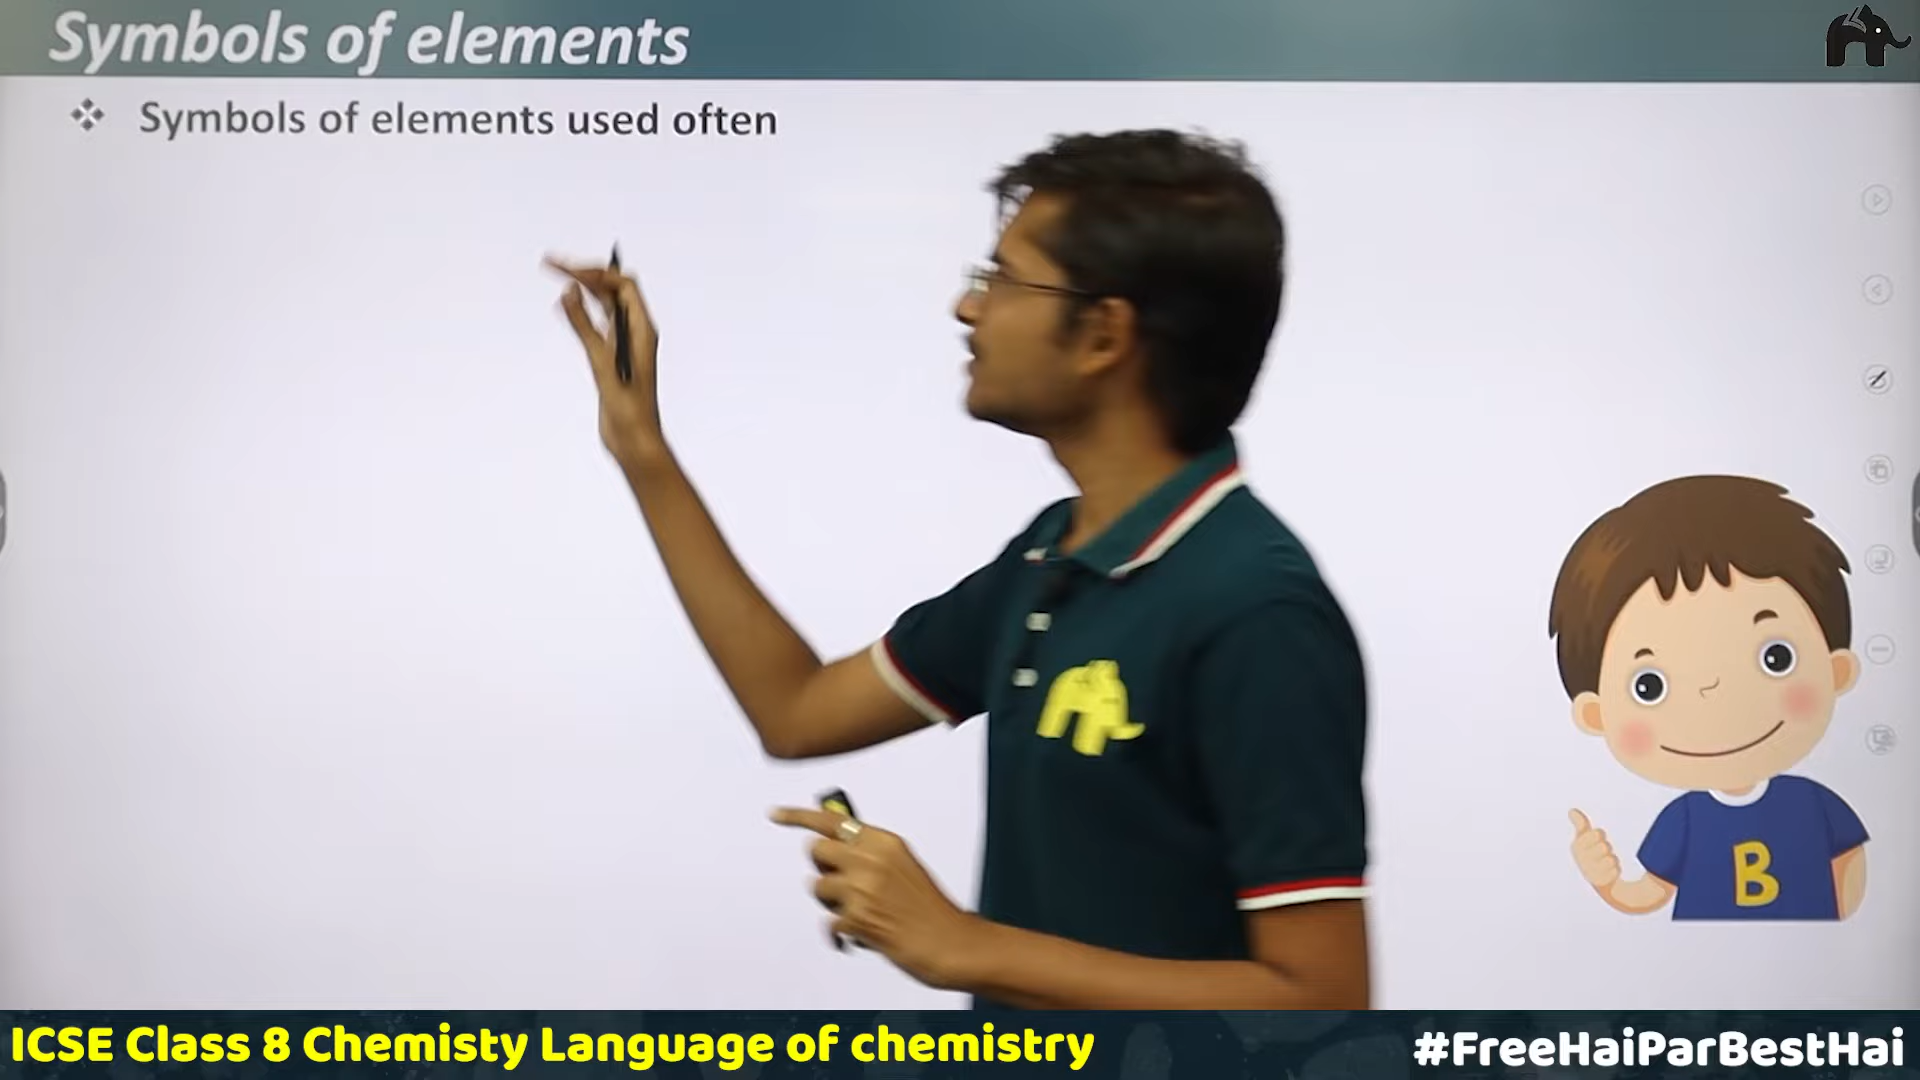 Symbols of elements
Symbols of elements used often
B
ICSE Class 8 Chemisty Language of chemistry
#FreeHaiParBestHai